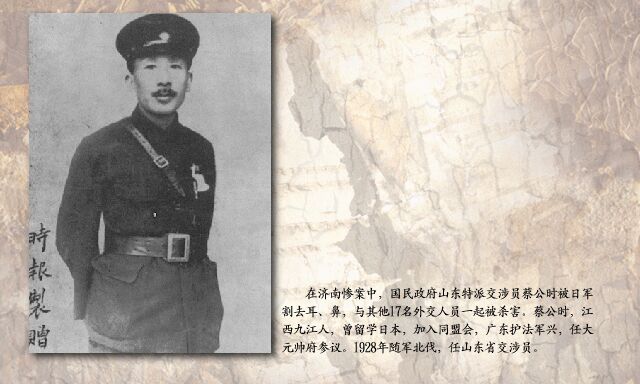 時報製贈
在济南惨案中，国民政府山东特派交涉员蔡公时被日军
割去耳、鼻，与其他17名外交人员一起被杀害。蔡公时，江
西九江人，曾留学日本，加入同盟会，广东护法军兴，任大
元帅府参议。1928年随军北伐，任山东省交涉员。